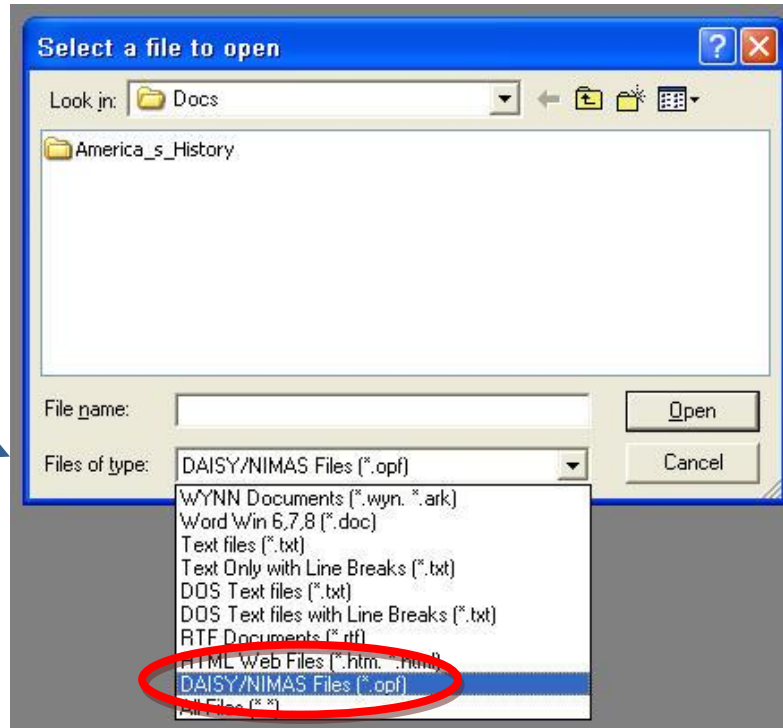 Select a file to open
Look in: Docs
America_s_History
File name:
Open
Files of type: DAISY/NIMAS Files (*.opf)
Cancel
WYNN Documents (*.wyn. *.ark)
Word Win 6,7,8 (*.doc)
Text files (*.txt)
Text Only with Line Breaks (*.txt)
DOS Text files (*.txt)
DOS Text files with Line Breaks (*.txt)
RTF Documents (*.rtf)
HTML Web Files (*.htm. *.html)
DAISY/NIMAS Files (*.opf)
All Files (*.*)